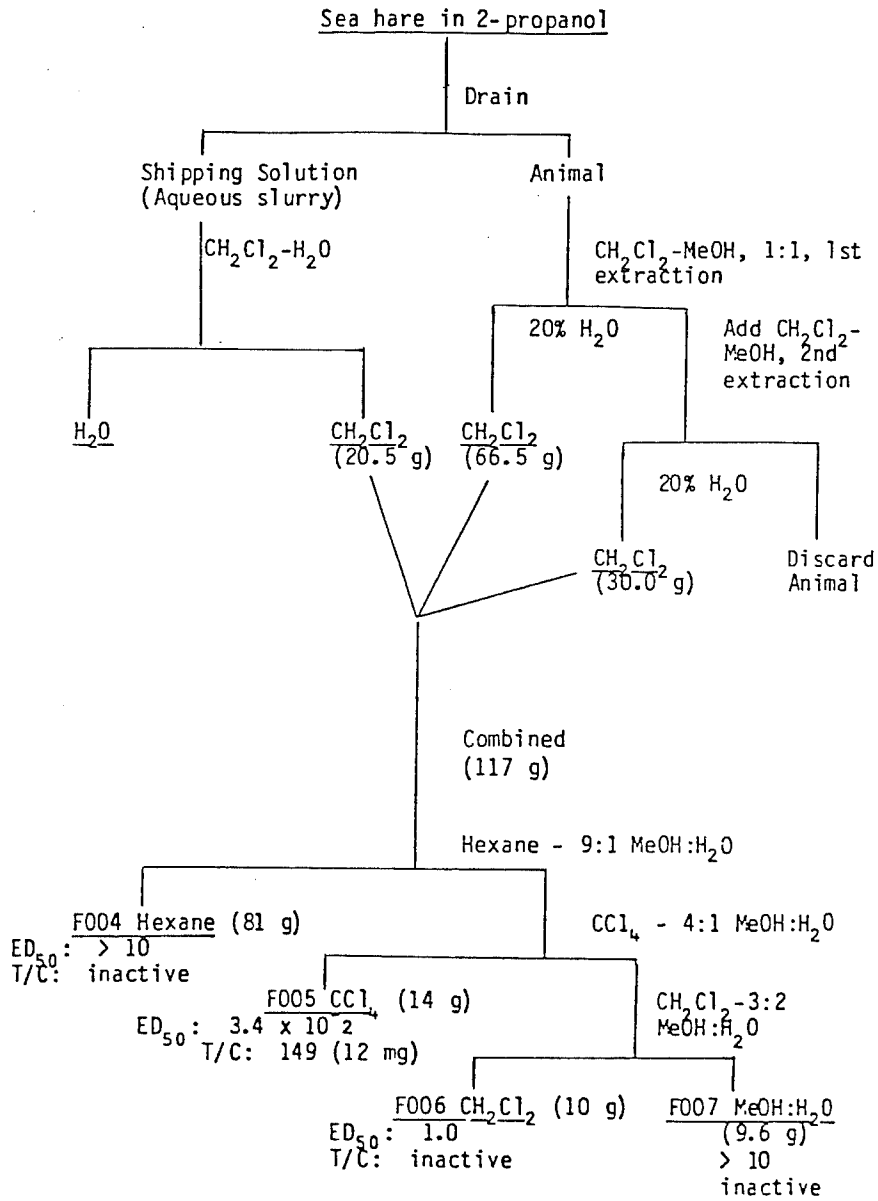 Sea hare in 2-propanol
Drain
Shipping Solution
(Aqueous slurry)
Animal
CH₂Cl₂-H₂O
CH₂Cl₂-MeOH, 1:1, 1st
extraction
20% H₂O
Add CH₂Cl₂-
MeOH, 2nd
extraction
H₂O
CH₂Cl₂
(20.5 g)
CH₂Cl₂
(66.5 g)
20% H₂O
CH₂Cl₂
(30.0 g)
Discard
Animal
Combined
(117 g)
Hexane - 9:1 MeOH:H₂O
F004 Hexane (81 g)
ED₅₀: > 10
T/C: inactive
CCl₄ - 4:1 MeOH:H₂O
F005 CCl₄ (14 g)
ED₅₀: 3.4 x 10⁻²
T/C: 149 (12 mg)
CH₂Cl₂-3:2
MeOH:H₂O
F006 CH₂Cl₂ (10 g)
ED₅₀: 1.0
T/C: inactive
F007 MeOH:H₂O
(9.6 g)
> 10
inactive